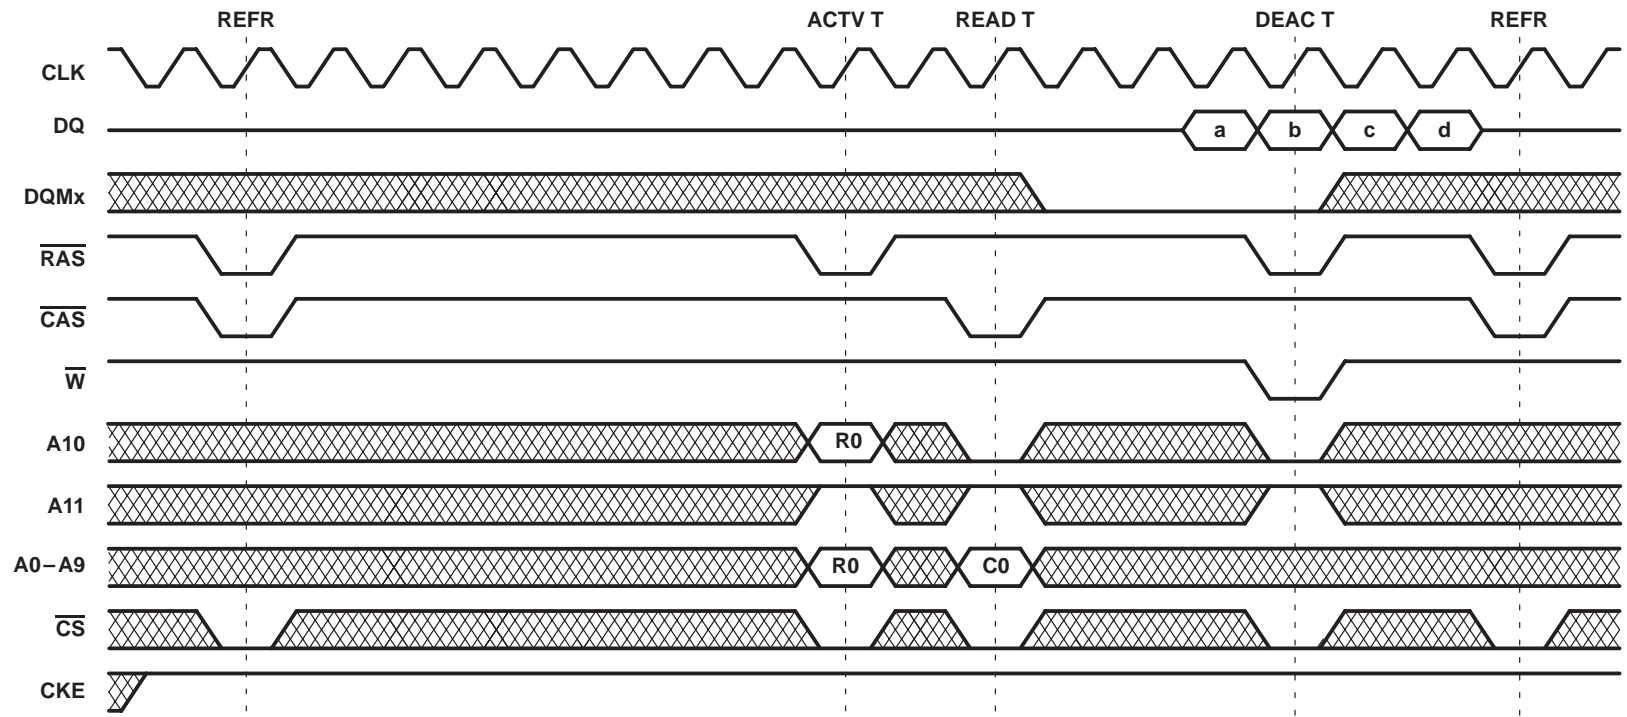 REFR ACTV T READ T DEAC T REFR
CLK
DQ a b c d
DQMx
RAS
CAS
W
A10 R0
A11
A0–A9 R0 C0
CS
CKE